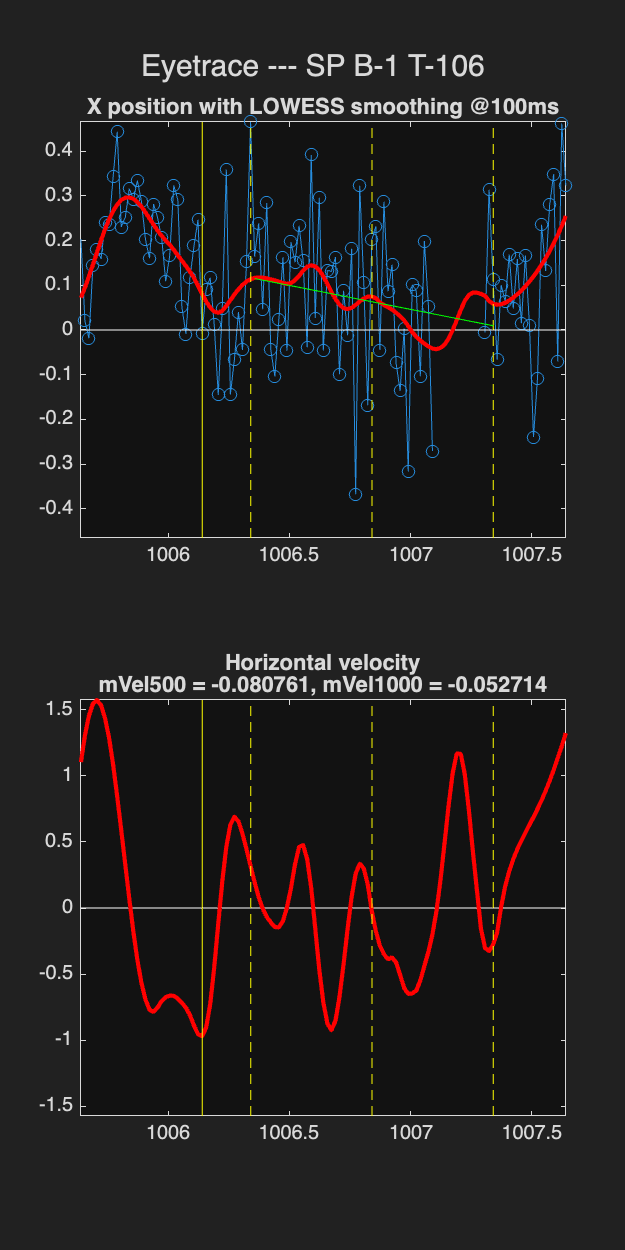 Eyetrace --- SP B-1 T-106
X position with LOWESS smoothing @100ms
0.4
0.3
0.2
0.1
0
-0.1
-0.2
-0.3
-0.4
1006 1006.5 1007 1007.5
Horizontal velocity
mVel500 = -0.080761, mVel1000 = -0.052714
1.5
1
0.5
0
-0.5
-1
-1.5
1006 1006.5 1007 1007.5